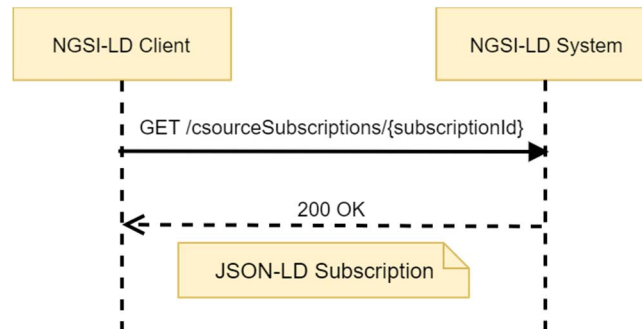 NGSI-LD Client
NGSI-LD System
GET /csourceSubscriptions/{subscriptionId}
200 OK
JSON-LD Subscription